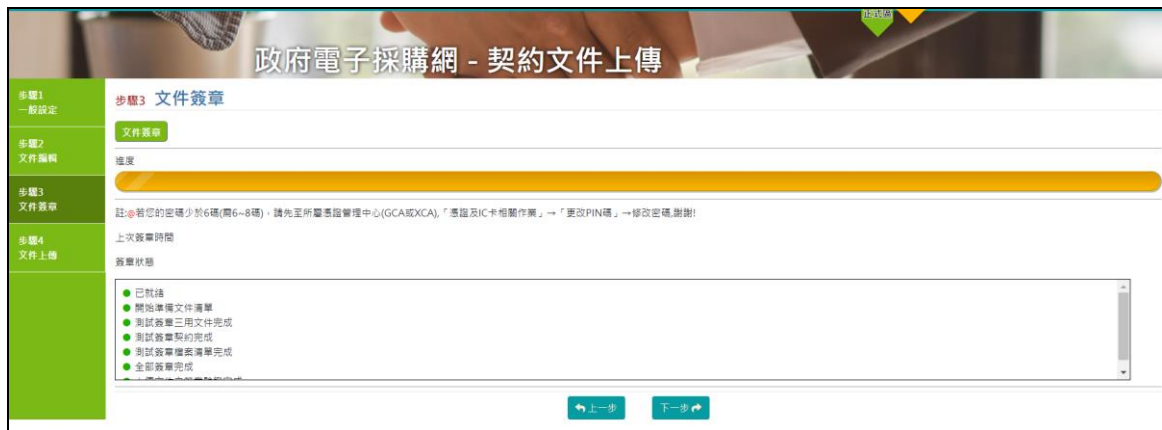 正式區
政府電子採購網 - 契約文件上傳
步驟1
一般設定
步驟2
文件編輯
步驟3
文件簽章
步驟4
文件上傳
步驟3 文件簽章
文件簽章
進度
註:@若您的密碼少於6碼(需6~8碼)，請先至所屬憑證管理中心(GCA或XCA),「憑證及IC卡相關作業」→「更改PIN碼」→修改密碼,謝謝!
上次簽章時間
簽章狀態
已就緒
開始準備文件清單
測試簽章三用文件完成
測試簽章契約完成
測試簽章檔案清單完成
全部簽章完成
上一步
下一步